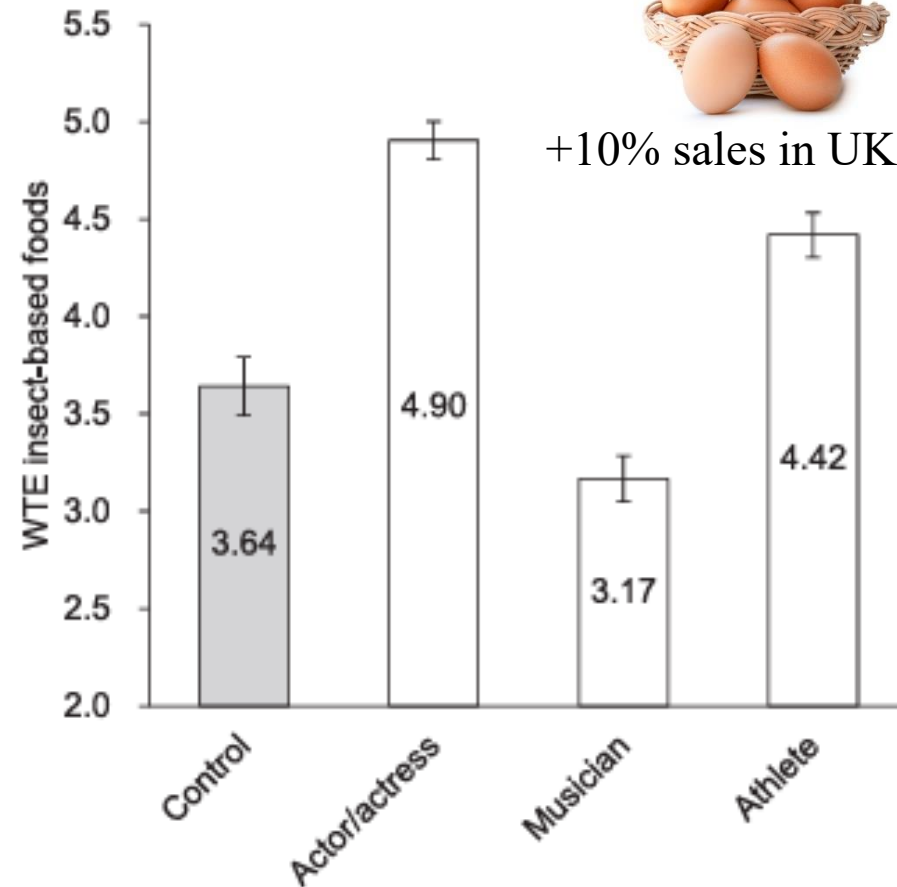 5.5
5.0
4.5
4.0
3.5
3.0
2.5
2.0
WTE insect-based foods
+10% sales in UK
3.64
4.90
3.17
4.42
Control
Actor/actress
Musician
Athlete